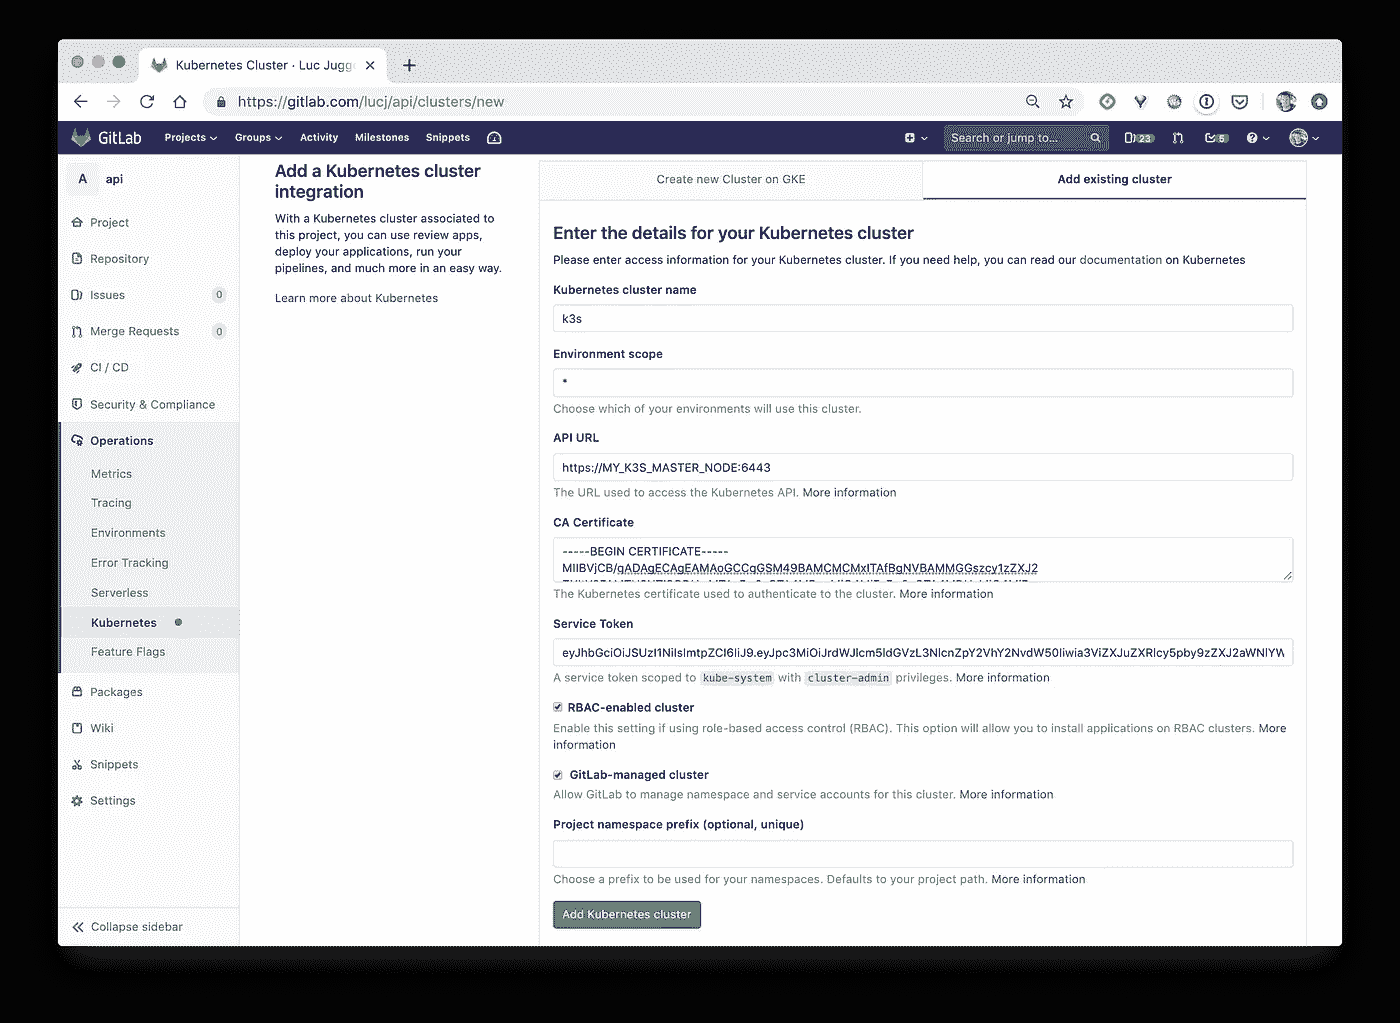 Kubernetes Cluster · Luc Jugg
https://gitlab.com/lucj/api/clusters/new
GitLab
Projects
Groups
Activity
Milestones
Snippets
Search or jump to...
23
5
A
api
Project
Repository
Issues
0
Merge Requests
0
CI / CD
Security & Compliance
Operations
Metrics
Tracing
Environments
Error Tracking
Serverless
Kubernetes
Feature Flags
Packages
Wiki
Snippets
Settings
Collapse sidebar
Add a Kubernetes cluster
integration
With a Kubernetes cluster associated to
this project, you can use review apps,
deploy your applications, run your
pipelines, and much more in an easy way.
Learn more about Kubernetes
Create new Cluster on GKE
Add existing cluster
Enter the details for your Kubernetes cluster
Please enter access information for your Kubernetes cluster. If you need help, you can read our documentation on Kubernetes
Kubernetes cluster name
k3s
Environment scope
*
Choose which of your environments will use this cluster.
API URL
https://MY_K3S_MASTER_NODE:6443
The URL used to access the Kubernetes API. More information
CA Certificate
-----BEGIN CERTIFICATE-----
MIIBVjCB/qADAgECAgEAMAoGCCqGSM49BAMCMCMxITAfBgNVBAMMGGszcy1zZXJ2
The Kubernetes certificate used to authenticate to the cluster. More information
Service Token
eyJhbGciOiJSUzI1NiIsImtpZCI6IiJ9.eyJpc3MiOiJrdWJlcm5ldGVzL3NlcnZpY2VhY2NvdW50Iiwia3ViZXJuZXRlcy5pby9zZXJ2aWNlYW
A service token scoped to kube-system with cluster-admin privileges. More information
RBAC-enabled cluster
Enable this setting if using role-based access control (RBAC). This option will allow you to install applications on RBAC clusters. More
information
GitLab-managed cluster
Allow GitLab to manage namespace and service accounts for this cluster. More information
Project namespace prefix (optional, unique)
Choose a prefix to be used for your namespaces. Defaults to your project path. More information
Add Kubernetes cluster